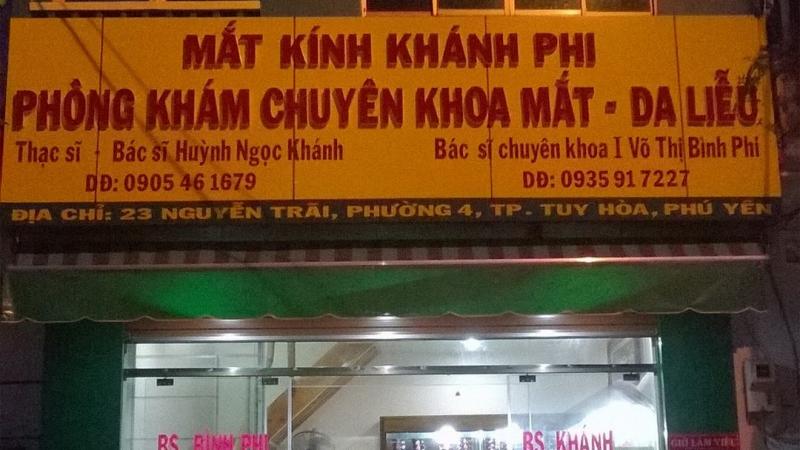 MẮT KÍNH KHÁNH PHI
PHÒNG KHÁM CHUYÊN KHOA MẮT - DA LIỄU
Thạc sĩ - Bác sĩ Huỳnh Ngọc Khánh
Bác sĩ chuyên khoa I Võ Thị Bình Phi
DĐ: 0905 46 1679
DĐ: 0935 91 7227
ĐỊA CHỈ: 23 NGUYỄN TRÃI, PHƯỜNG 4, TP. TUY HÒA, PHÚ YÊN
BS. BÌNH PHI
BS. KHÁNH
GIỜ LÀM VIỆC